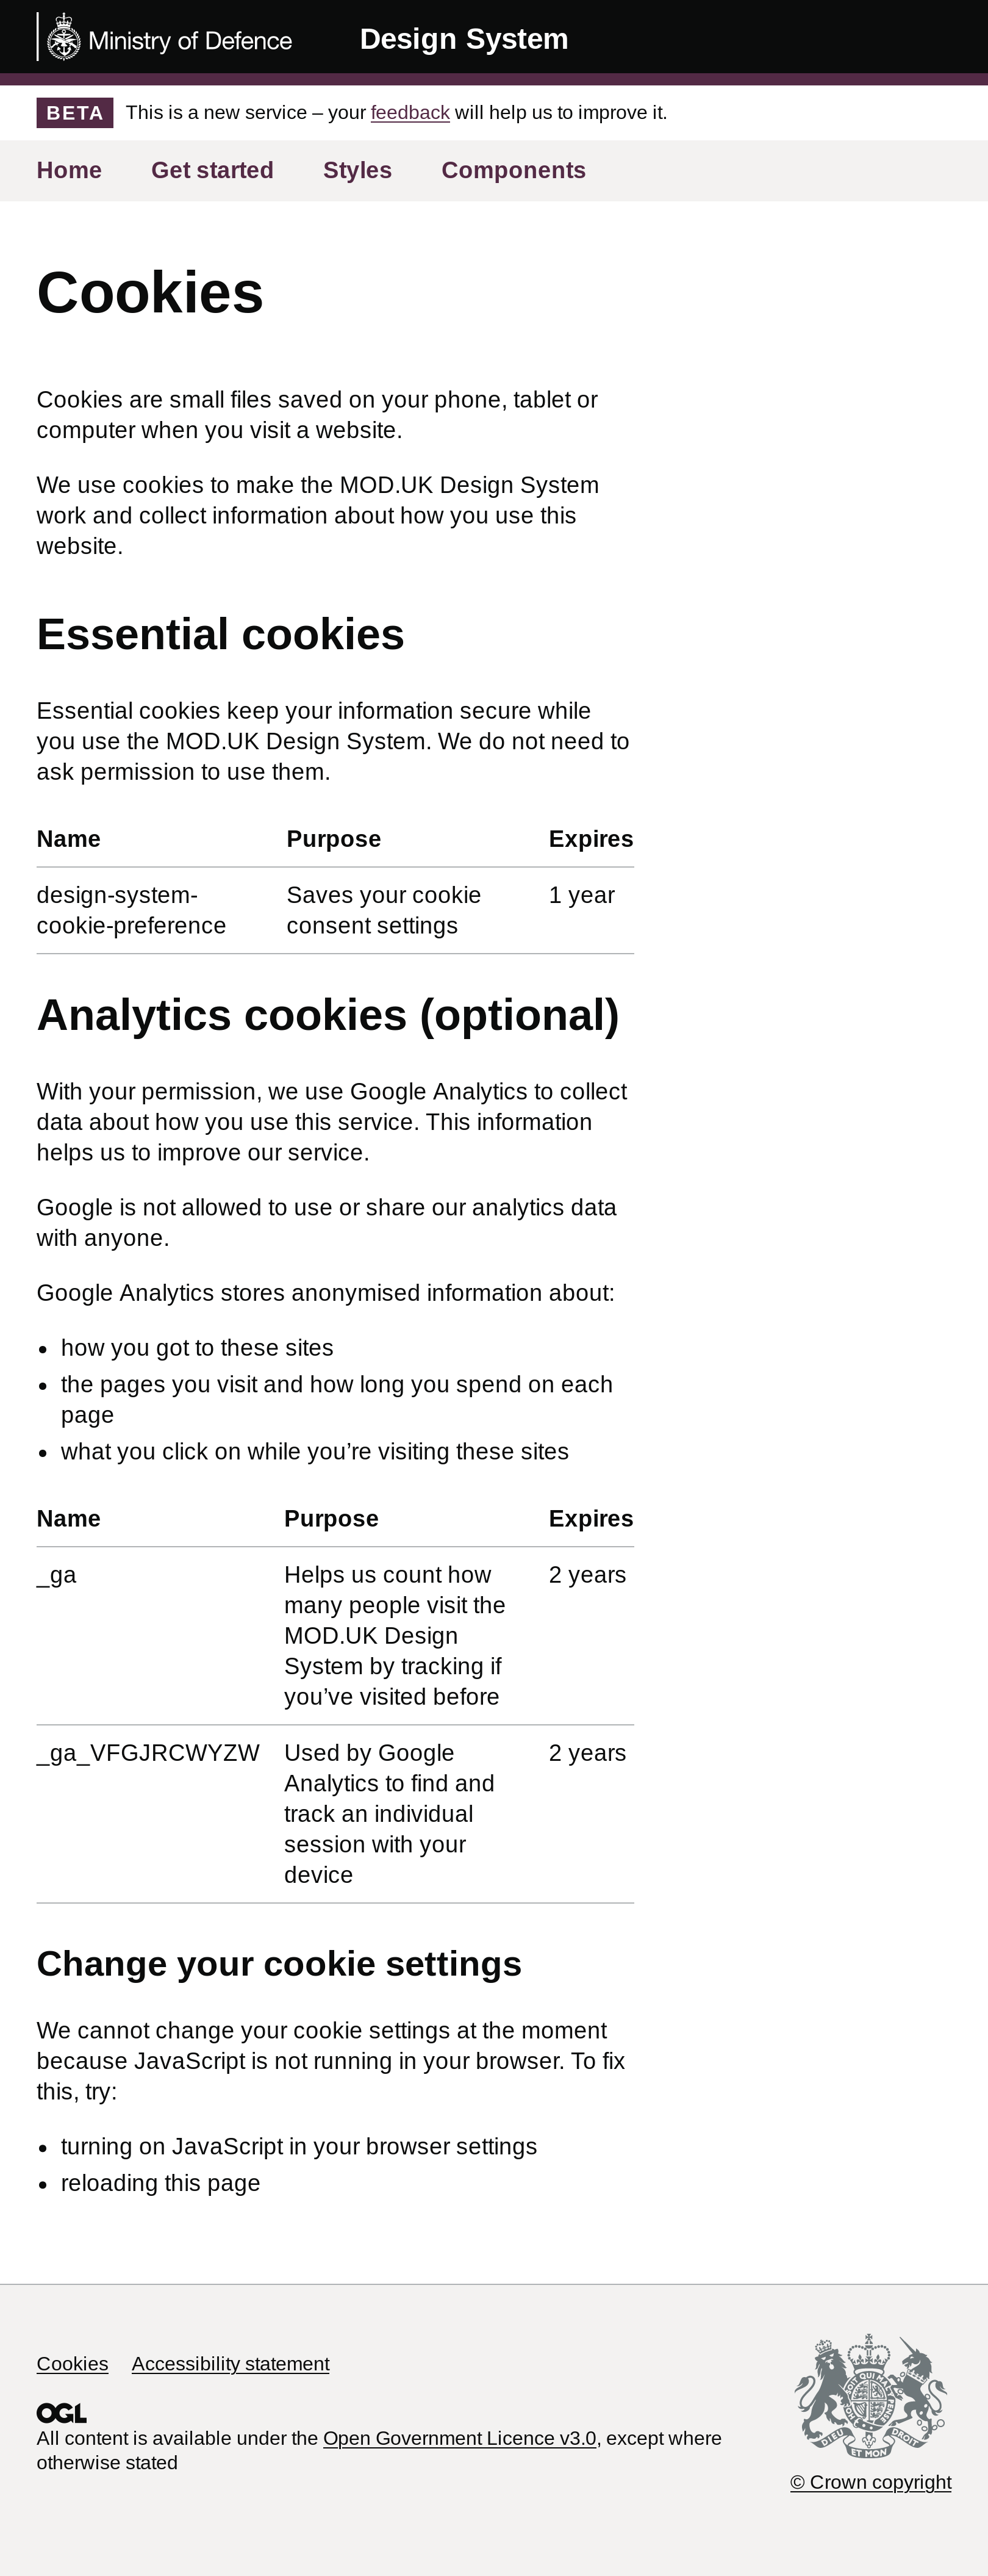 Ministry of Defence
Design System
BETA This is a new service – your feedback will help us to improve it.
Home Get started Styles Components
Cookies
Cookies are small files saved on your phone, tablet or
computer when you visit a website.
We use cookies to make the MOD.UK Design System
work and collect information about how you use this
website.
Essential cookies
Essential cookies keep your information secure while
you use the MOD.UK Design System. We do not need to
ask permission to use them.
Name Purpose Expires
design-system- Saves your cookie 1 year
cookie-preference consent settings
Analytics cookies (optional)
With your permission, we use Google Analytics to collect
data about how you use this service. This information
helps us to improve our service.
Google is not allowed to use or share our analytics data
with anyone.
Google Analytics stores anonymised information about:
• how you got to these sites
• the pages you visit and how long you spend on each
page
• what you click on while you’re visiting these sites
Name Purpose Expires
_ga Helps us count how 2 years
many people visit the
MOD.UK Design
System by tracking if
you’ve visited before
_ga_VFGJRCWYZW Used by Google 2 years
Analytics to find and
track an individual
session with your
device
Change your cookie settings
We cannot change your cookie settings at the moment
because JavaScript is not running in your browser. To fix
this, try:
• turning on JavaScript in your browser settings
• reloading this page
Cookies Accessibility statement
OGL
All content is available under the Open Government Licence v3.0, except where
otherwise stated
DIEU ET MON DROIT
© Crown copyright